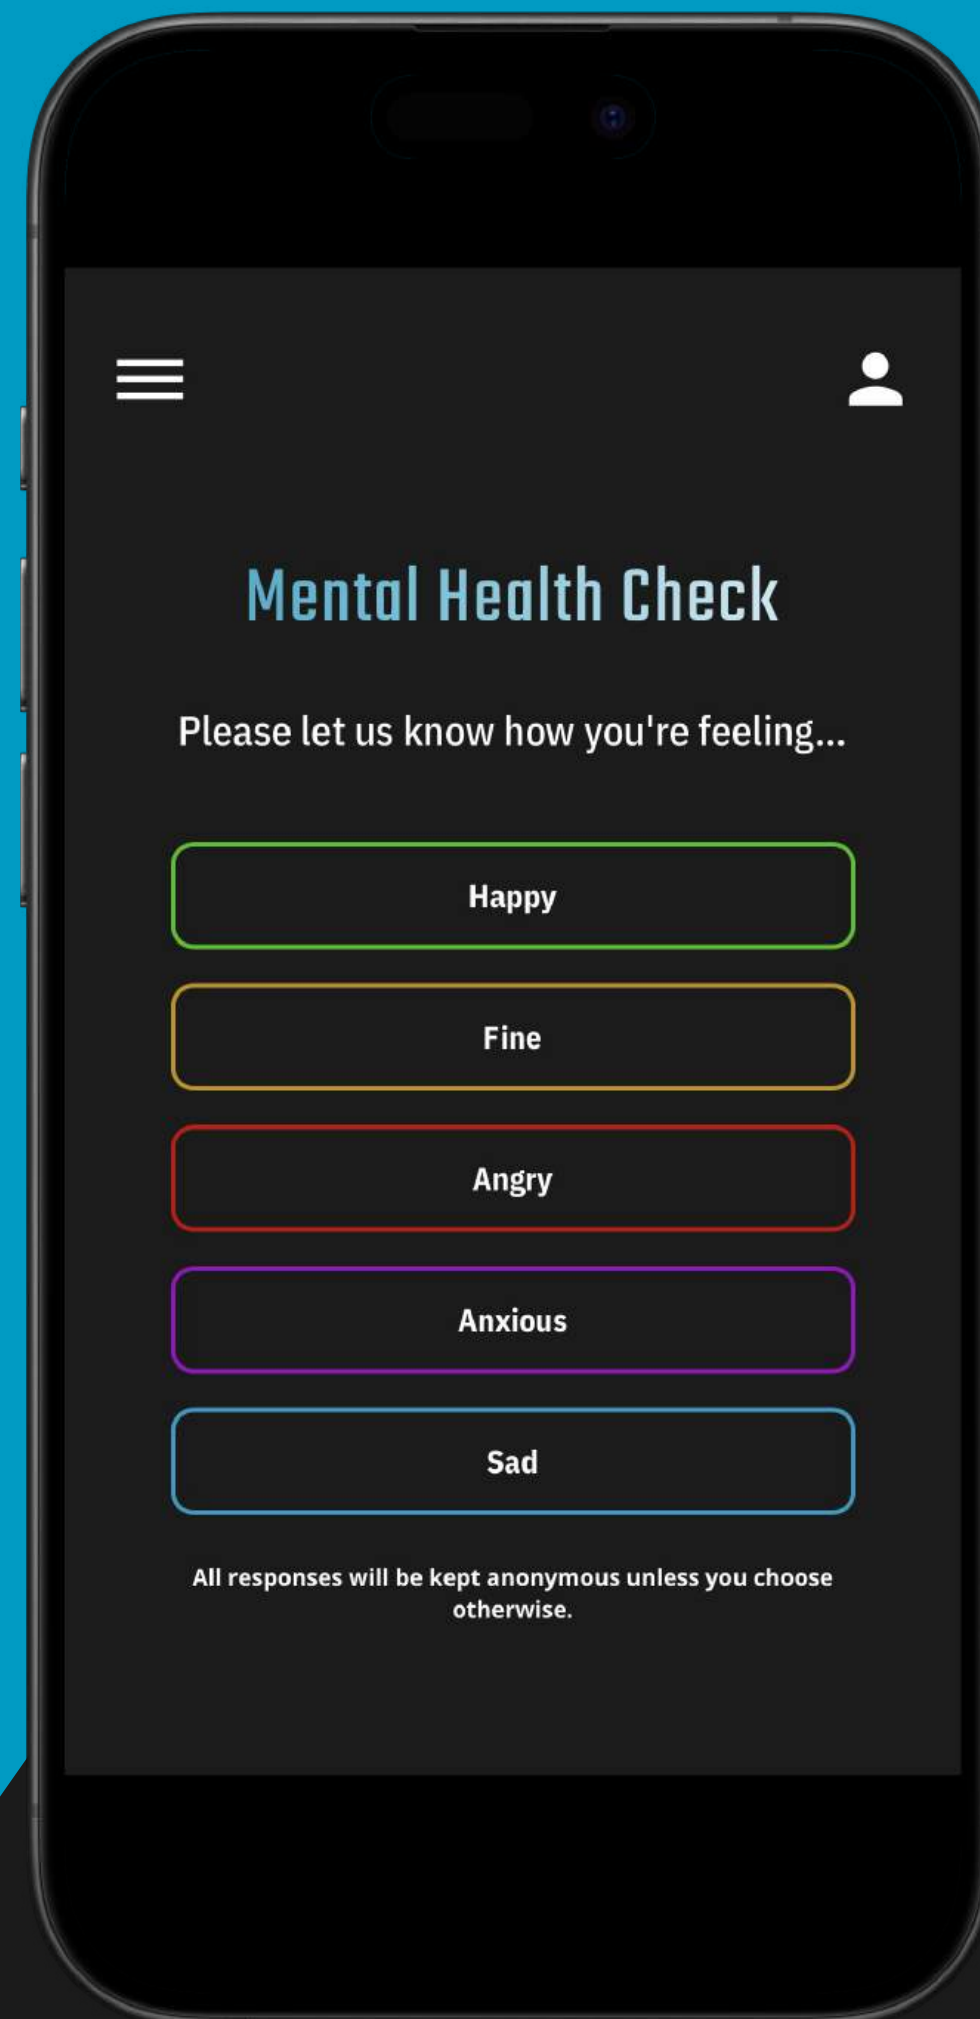 Mental Health Check
Please let us know how you're feeling...
Happy
Fine
Angry
Anxious
Sad
All responses will be kept anonymous unless you choose
otherwise.